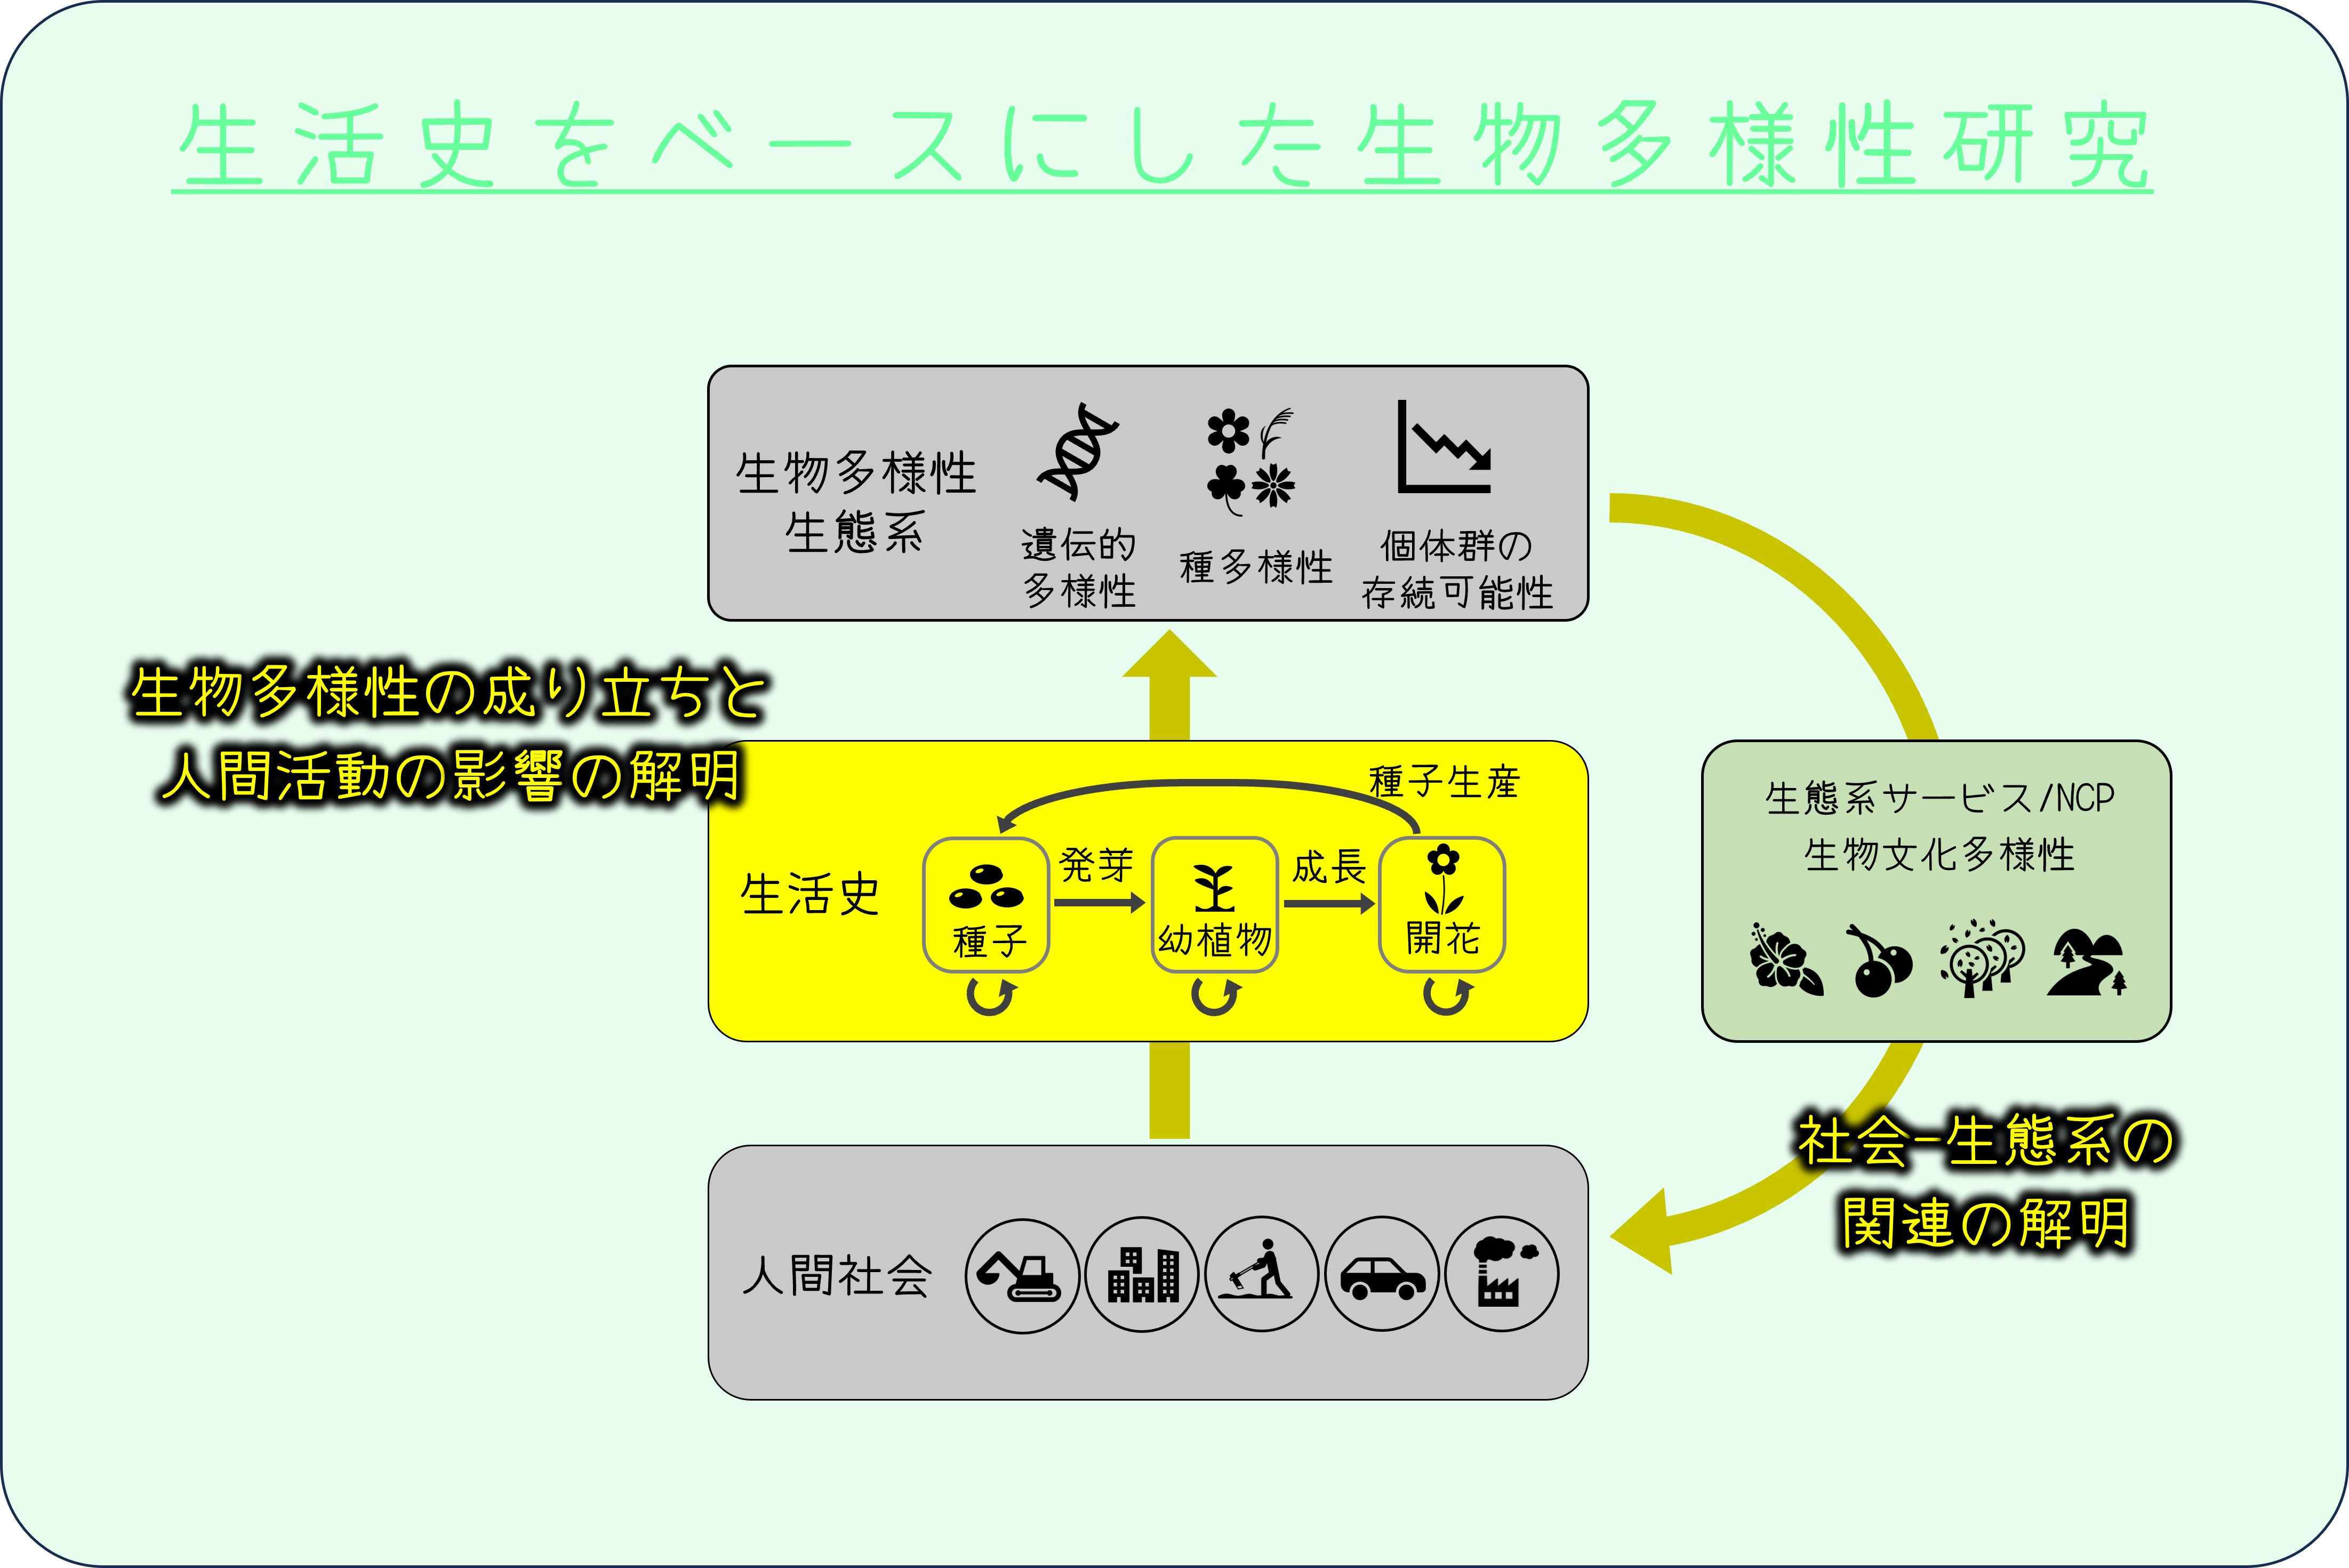 生活史をベースにした生物多様性研究
生物多様性
生態系
遺伝的
多様性
種多様性
個体群の
存続可能性
生物多様性の成り立ちと
人間活動の影響の解明
種子生産
生活史
種子
発芽
幼植物
成長
開花
生態系サービス/NCP
生物文化多様性
社会–生態系の
関連の解明
人間社会